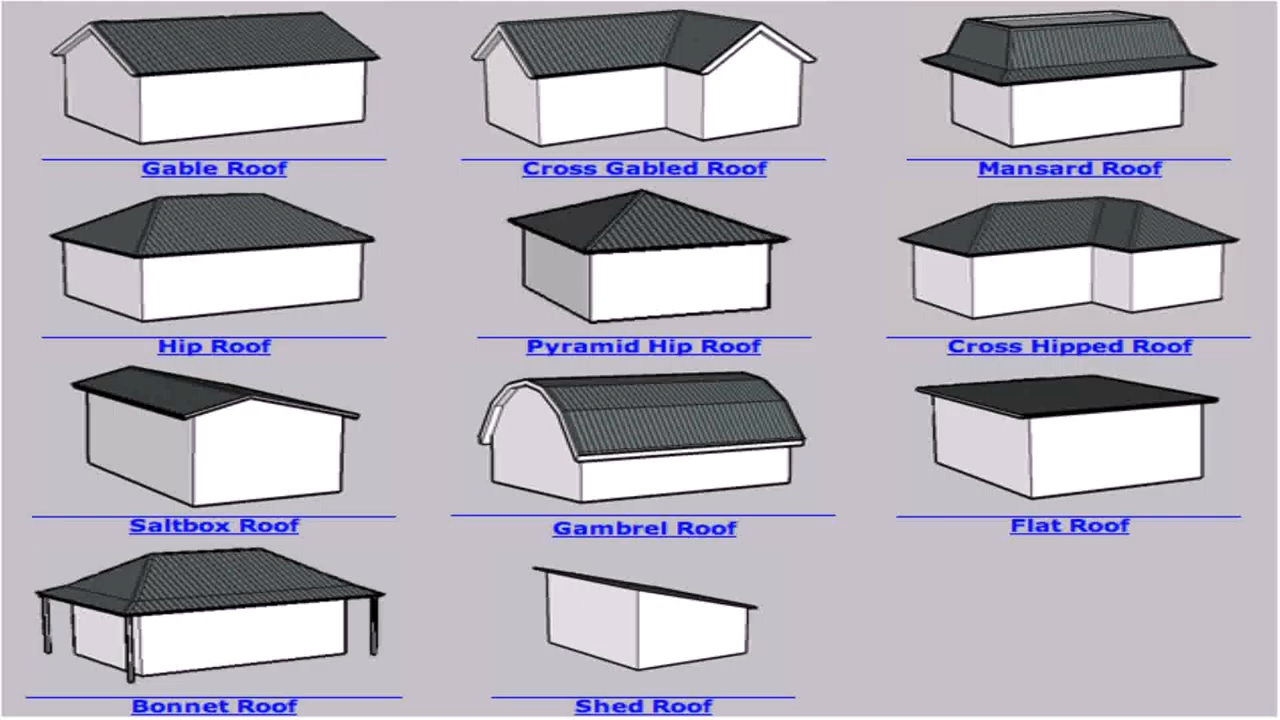 Gable Roof
Cross Gabled Roof
Mansard Roof
Hip Roof
Pyramid Hip Roof
Cross Hipped Roof
Saltbox Roof
Gambrel Roof
Flat Roof
Bonnet Roof
Shed Roof